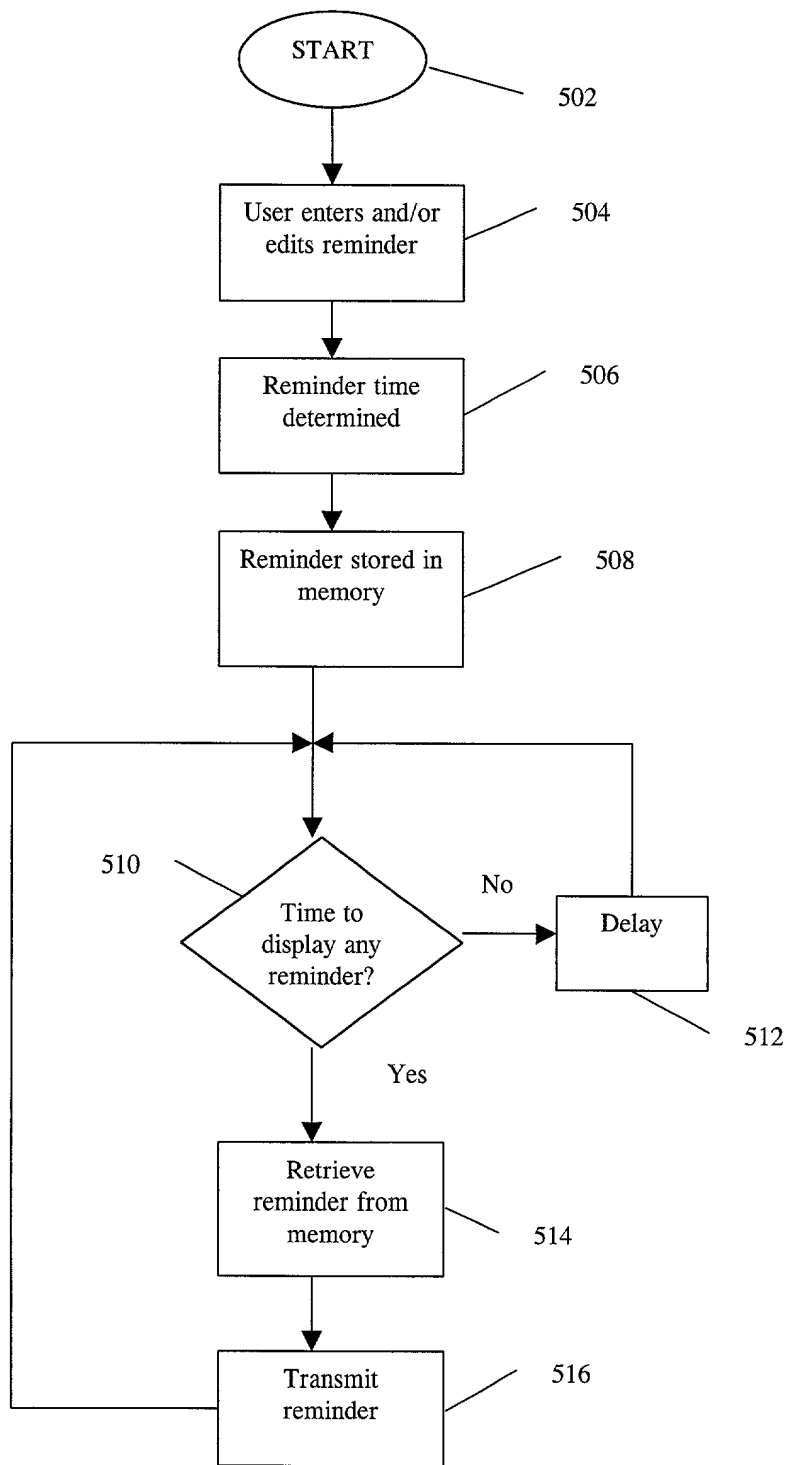 START
502
User enters and/or
edits reminder
504
Reminder time
determined
506
Reminder stored in
memory
508
510
Time to
display any
reminder?
No
Delay
512
Yes
Retrieve
reminder from
memory
514
Transmit
reminder
516